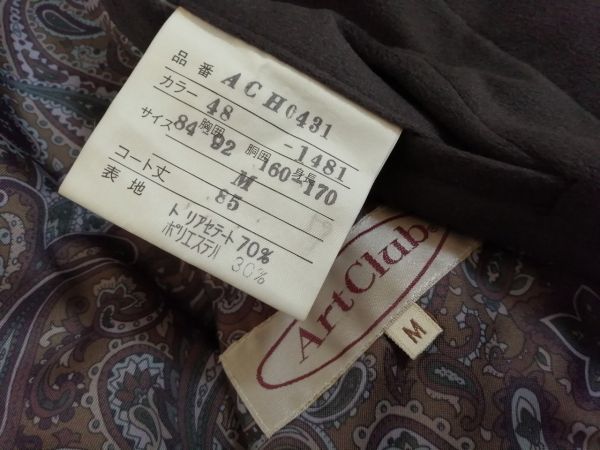 品番 ACH0431
カラー 48 -1481
サイズ 胸囲 84-92 身長 160-170
M
コート丈 85
表地
トリアセテート 70%
ポリエステル 30%
ArtClub
M